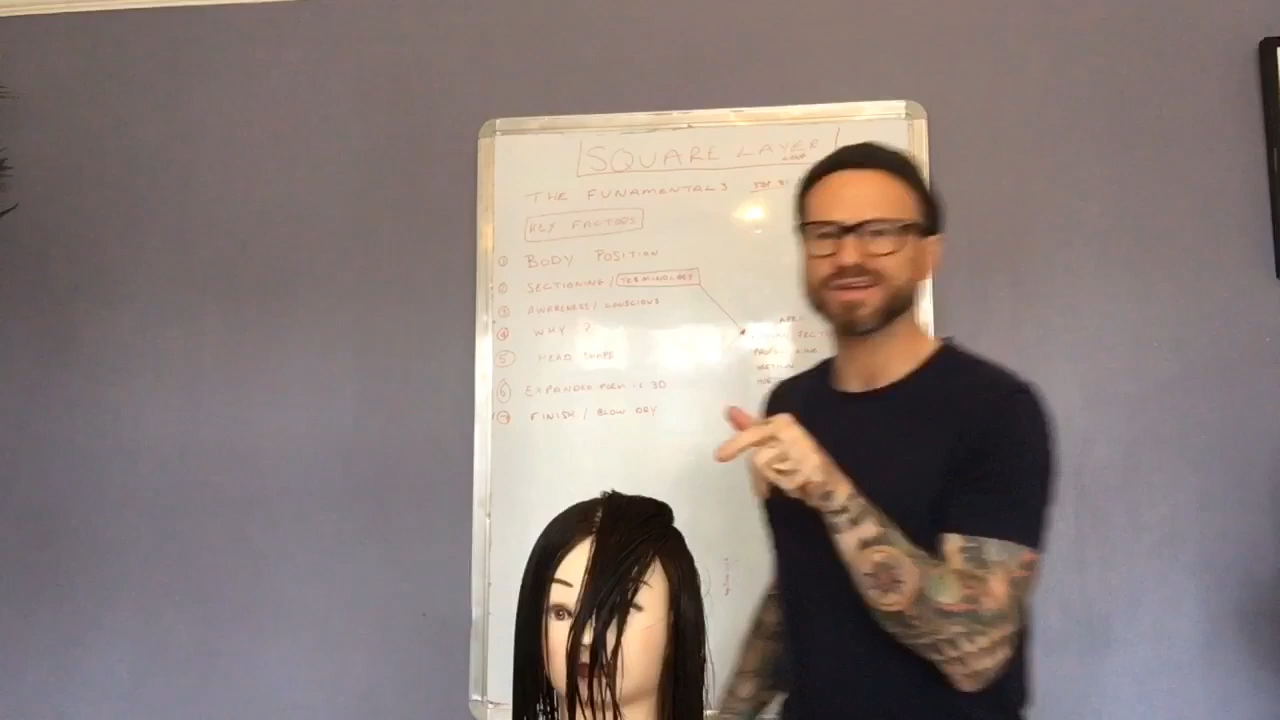 SQUARE LAYER
THE FUNAMENTALS
KEY FACTORS
1 BODY POSITION
2 SECTIONING / TERMINOLOGY
3 AWARENESS / CONSCIOUS
4 WHY ?
5 HEAD SHAPE
6 EXPANDED FORM IS 3D
7 FINISH / BLOW DRY